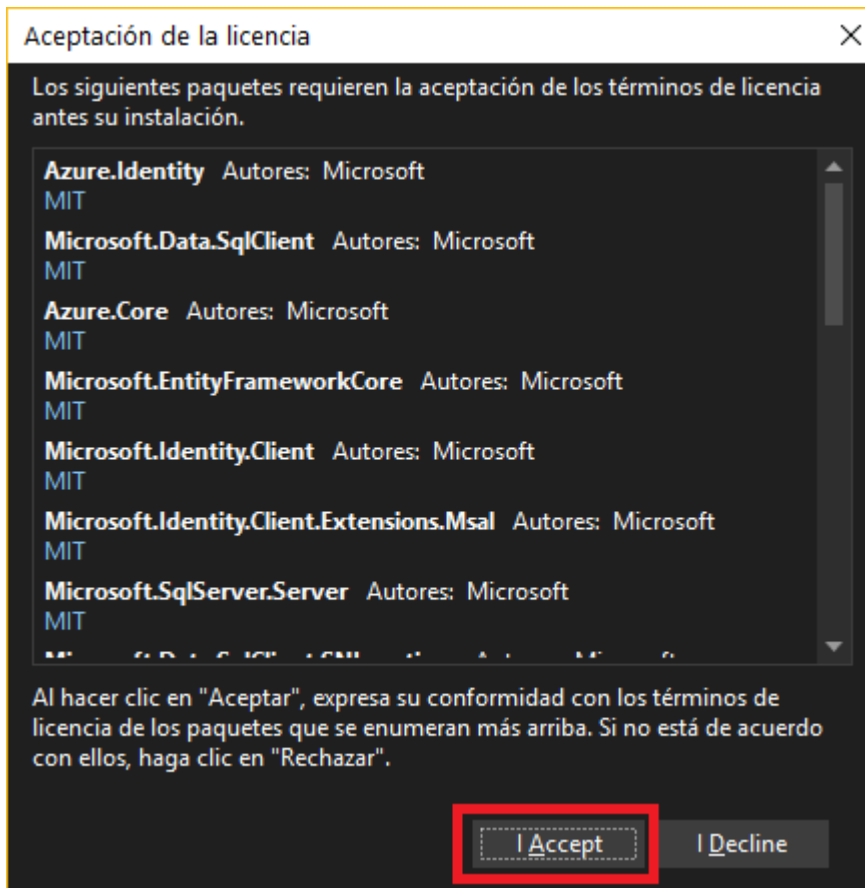 Aceptación de la licencia
Los siguientes paquetes requieren la aceptación de los términos de licencia
antes su instalación.
Azure.Identity Autores: Microsoft
MIT
Microsoft.Data.SqlClient Autores: Microsoft
MIT
Azure.Core Autores: Microsoft
MIT
Microsoft.EntityFrameworkCore Autores: Microsoft
MIT
Microsoft.Identity.Client Autores: Microsoft
MIT
Microsoft.Identity.Client.Extensions.Msal Autores: Microsoft
MIT
Microsoft.SqlServer.Server Autores: Microsoft
MIT
Al hacer clic en "Aceptar", expresa su conformidad con los términos de
licencia de los paquetes que se enumeran más arriba. Si no está de acuerdo
con ellos, haga clic en "Rechazar".
I Accept I Decline